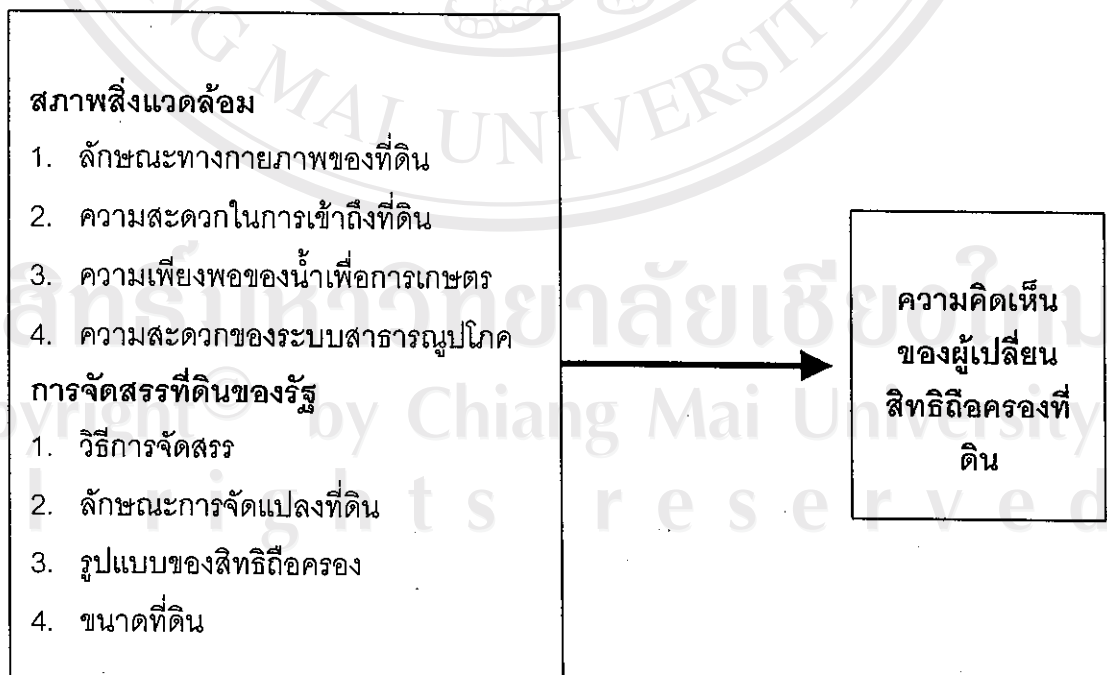 สภาพสิ่งแวดล้อม
1. ลักษณะทางกายภาพของที่ดิน
2. ความสะดวกในการเข้าถึงที่ดิน
3. ความเพียงพอของน้ำเพื่อการเกษตร
4. ความสะดวกของระบบสาธารณูปโภค
การจัดสรรที่ดินของรัฐ
1. วิธีการจัดสรร
2. ลักษณะการจัดแปลงที่ดิน
3. รูปแบบของสิทธิถือครอง
4. ขนาดที่ดิน
ความคิดเห็น
ของผู้เปลี่ยน
สิทธิถือครองที่
ดิน
MAI UNIVERSIT
by Chiang Mai University
rights reserved